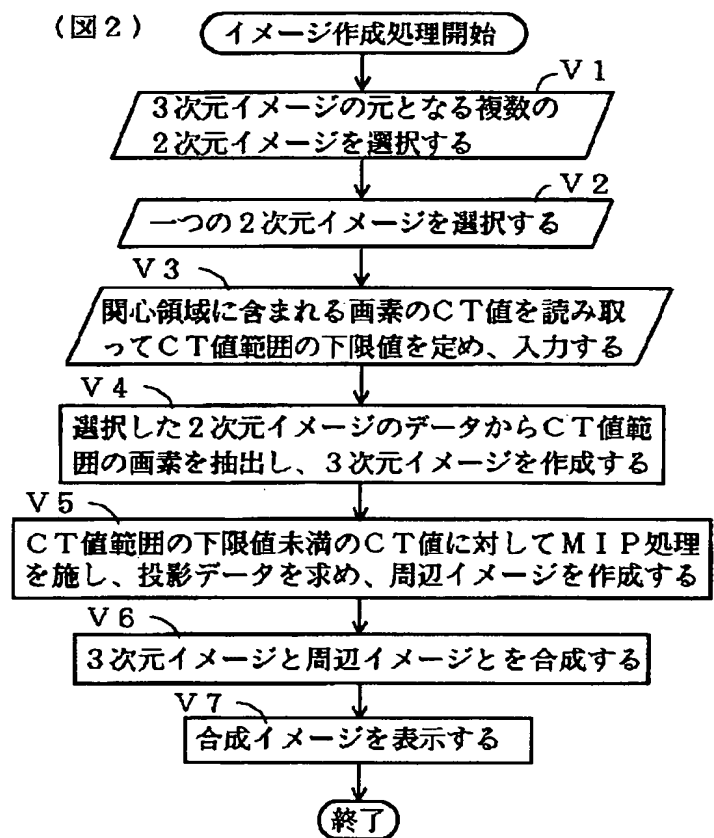 (図2)
イメージ作成処理開始
V1
3次元イメージの元となる複数の
2次元イメージを選択する
V2
一つの2次元イメージを選択する
V3
関心領域に含まれる画素のCT値を読み取
ってCT値範囲の下限値を定め、入力する
V4
選択した2次元イメージのデータからCT値範
囲の画素を抽出し、3次元イメージを作成する
V5
CT値範囲の下限値未満のCT値に対してMIP処理
を施し、投影データを求め、周辺イメージを作成する
V6
3次元イメージと周辺イメージとを合成する
V7
合成イメージを表示する
終了